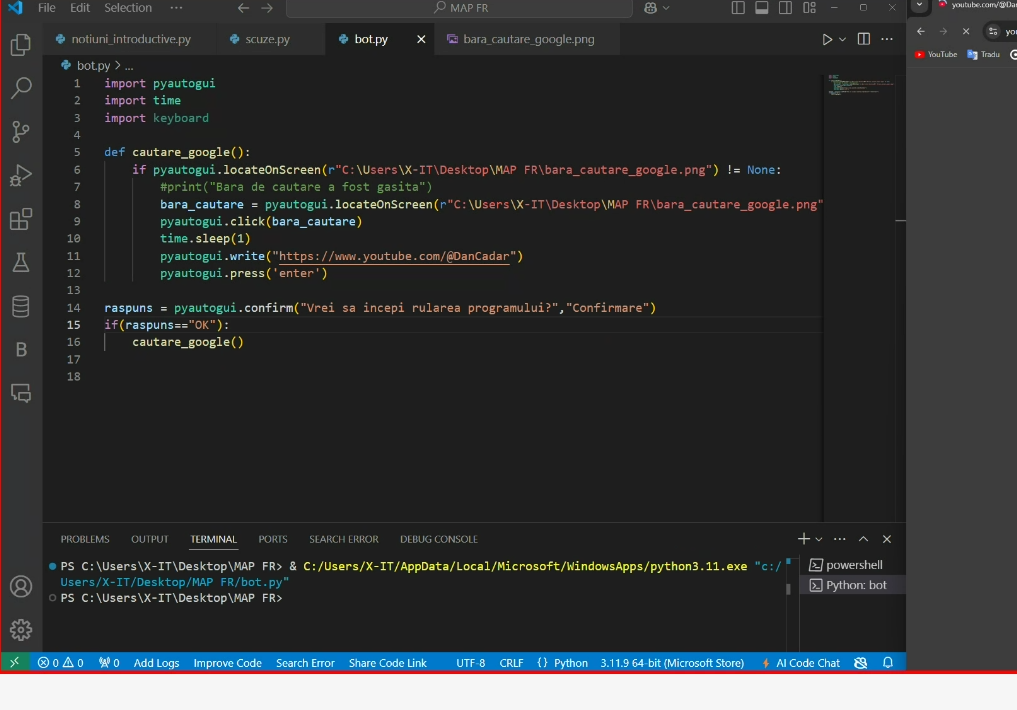 File Edit Selection ··· MAP FR
youtube.com/@Dan
notiuni_introductive.py scuze.py bot.py bara_cautare_google.png
you
YouTube Tradu
bot.py > ...
1 import pyautogui
2 import time
3 import keyboard
4
5 def cautare_google():
6 if pyautogui.locateOnScreen(r"C:\Users\X-IT\Desktop\MAP FR\bara_cautare_google.png") != None:
7 #print("Bara de cautare a fost gasita")
8 bara_cautare = pyautogui.locateOnScreen(r"C:\Users\X-IT\Desktop\MAP FR\bara_cautare_google.png"
9 pyautogui.click(bara_cautare)
10 time.sleep(1)
11 pyautogui.write("https://www.youtube.com/@DanCadar")
12 pyautogui.press('enter')
13
14 raspuns = pyautogui.confirm("Vrei sa incepi rularea programului?","Confirmare")
15 if(raspuns=="OK"):
16 cautare_google()
17
18
PROBLEMS OUTPUT TERMINAL PORTS SEARCH ERROR DEBUG CONSOLE
PS C:\Users\X-IT\Desktop\MAP FR> & C:/Users/X-IT/AppData/Local/Microsoft/WindowsApps/python3.11.exe "c:/
Users/X-IT/Desktop/MAP FR/bot.py"
PS C:\Users\X-IT\Desktop\MAP FR>
powershell
Python: bot
0 0 0 Add Logs Improve Code Search Error Share Code Link UTF-8 CRLF {} Python 3.11.9 64-bit (Microsoft Store) AI Code Chat